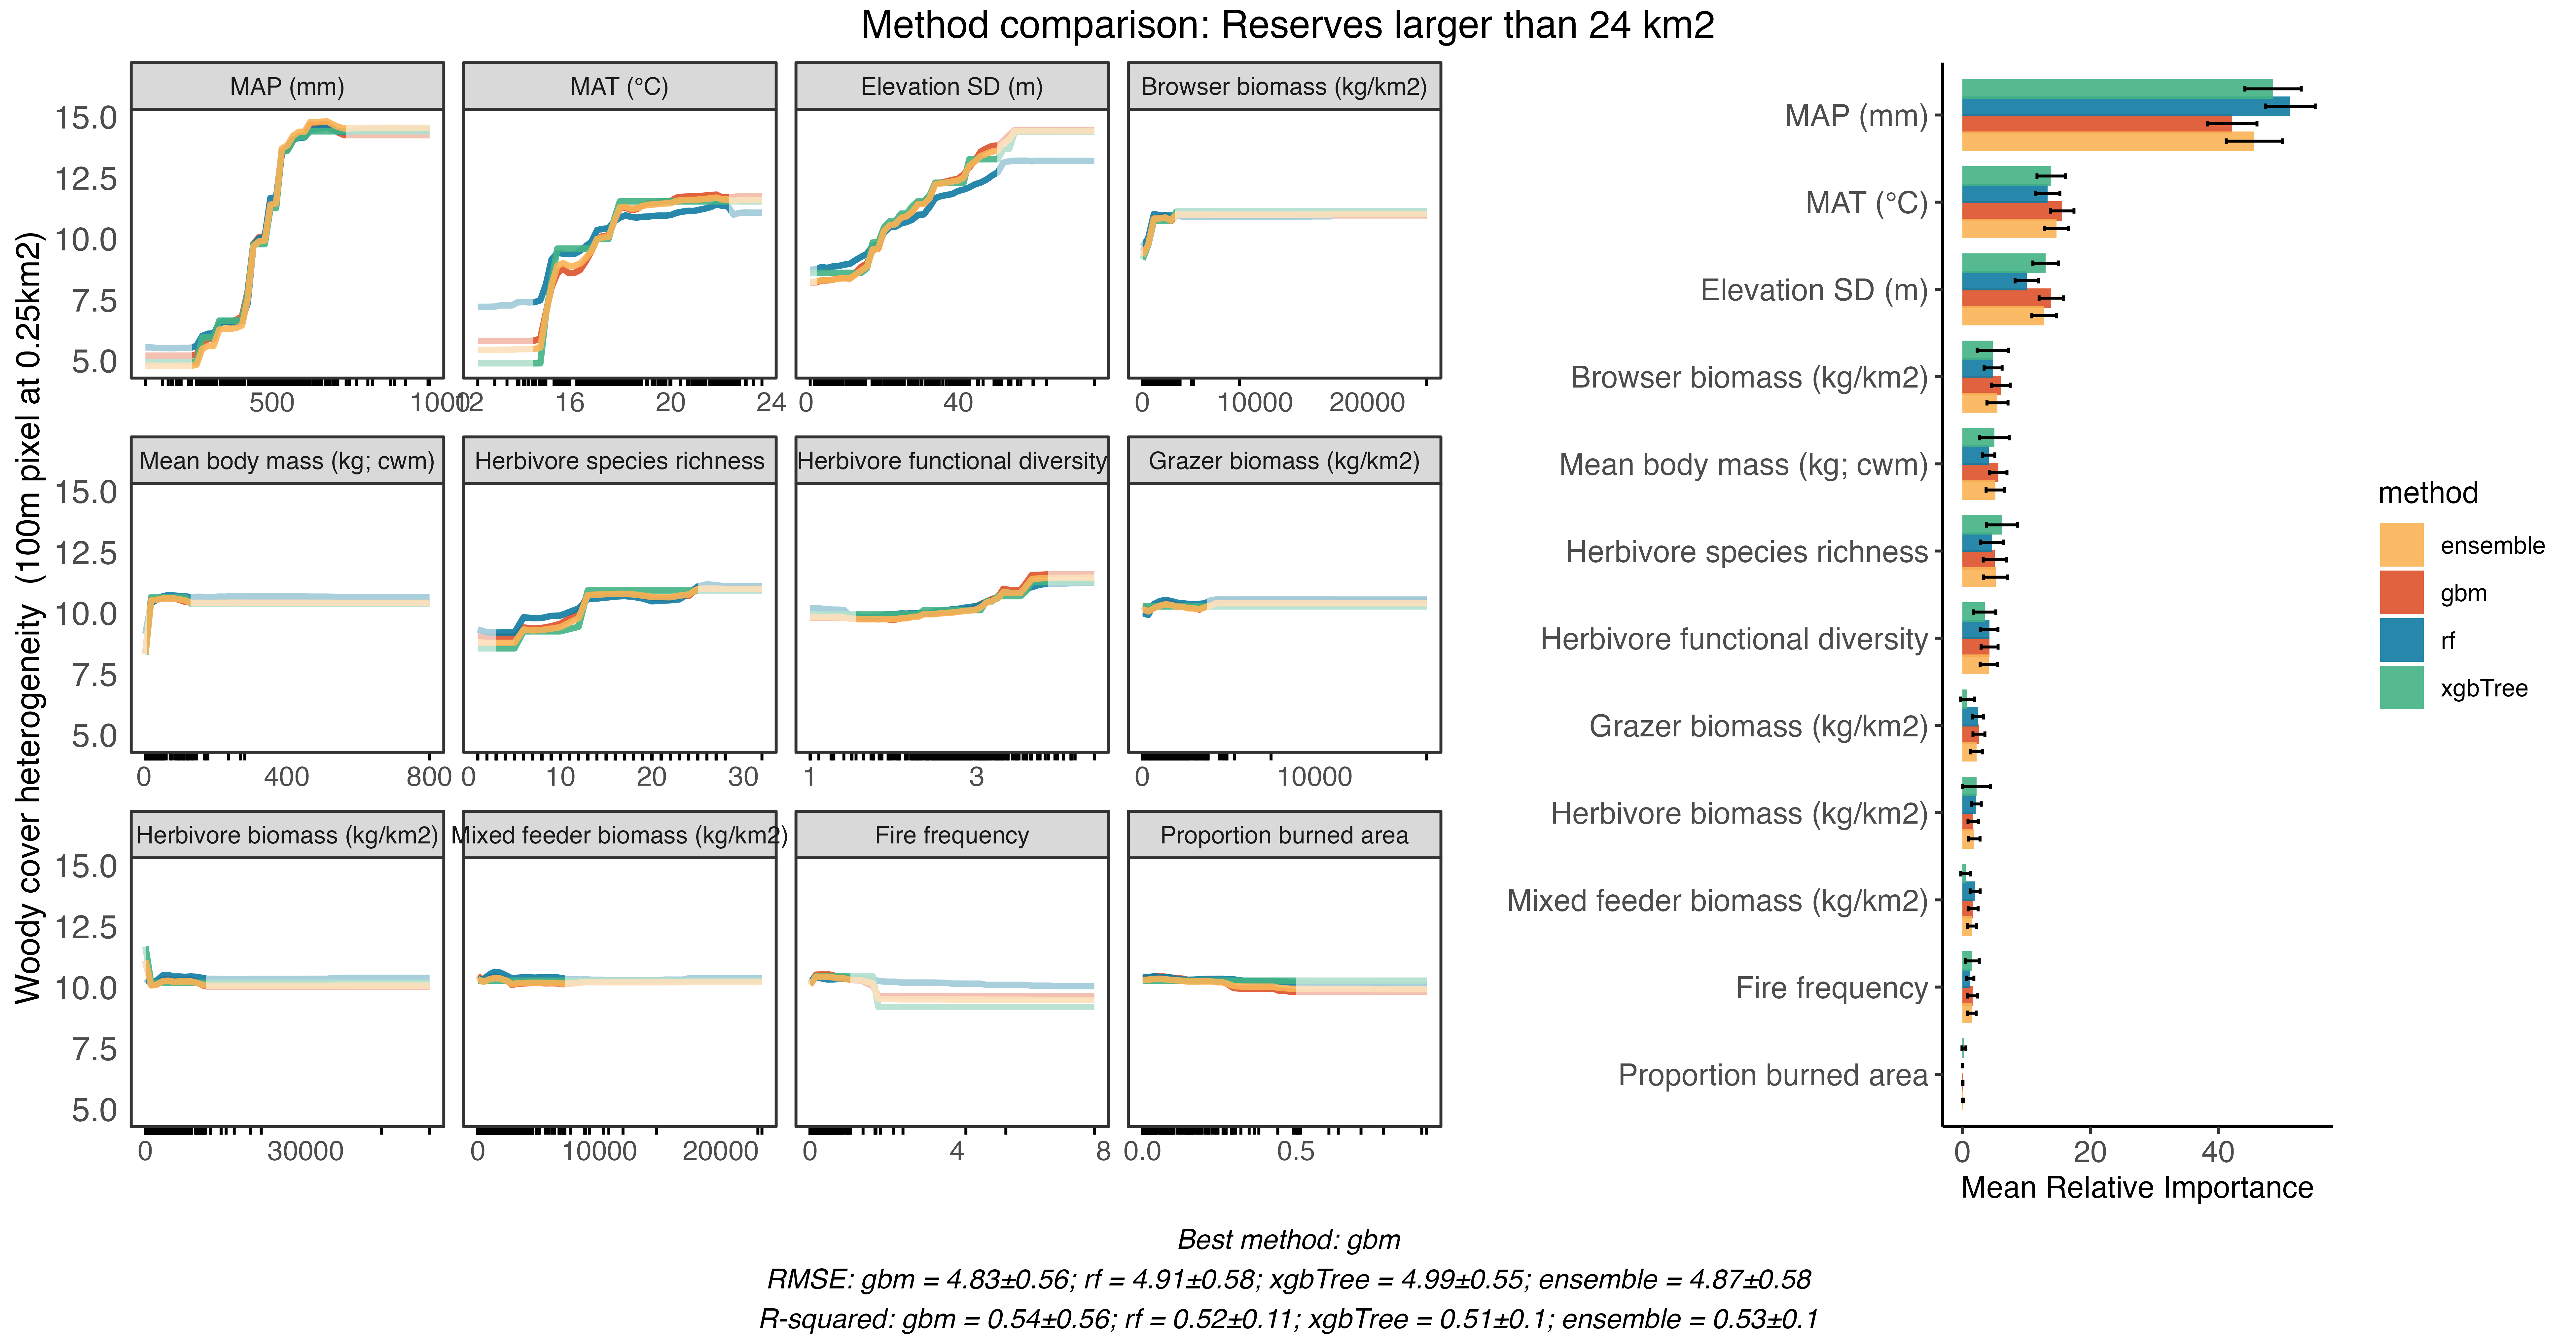 Method comparison: Reserves larger than 24 km2
Woody cover heterogeneity (100m pixel at 0.25km2)
MAP (mm)
MAT (°C)
Elevation SD (m)
Browser biomass (kg/km2)
15.0
12.5
10.0
7.5
5.0
500 1000
12 16 20 24
0 40
0 10000 20000
Mean body mass (kg; cwm)
Herbivore species richness
Herbivore functional diversity
Grazer biomass (kg/km2)
15.0
12.5
10.0
7.5
5.0
0 400 800
0 10 20 30
1 3
0 10000
Herbivore biomass (kg/km2)
Mixed feeder biomass (kg/km2)
Fire frequency
Proportion burned area
15.0
12.5
10.0
7.5
5.0
0 30000
0 10000 20000
0 4 8
0.0 0.5
MAP (mm)
MAT (°C)
Elevation SD (m)
Browser biomass (kg/km2)
Mean body mass (kg; cwm)
Herbivore species richness
Herbivore functional diversity
Grazer biomass (kg/km2)
Herbivore biomass (kg/km2)
Mixed feeder biomass (kg/km2)
Fire frequency
Proportion burned area
0 20 40
Mean Relative Importance
method
ensemble
gbm
rf
xgbTree
Best method: gbm
RMSE: gbm = 4.83±0.56; rf = 4.91±0.58; xgbTree = 4.99±0.55; ensemble = 4.87±0.58
R-squared: gbm = 0.54±0.56; rf = 0.52±0.11; xgbTree = 0.51±0.1; ensemble = 0.53±0.1